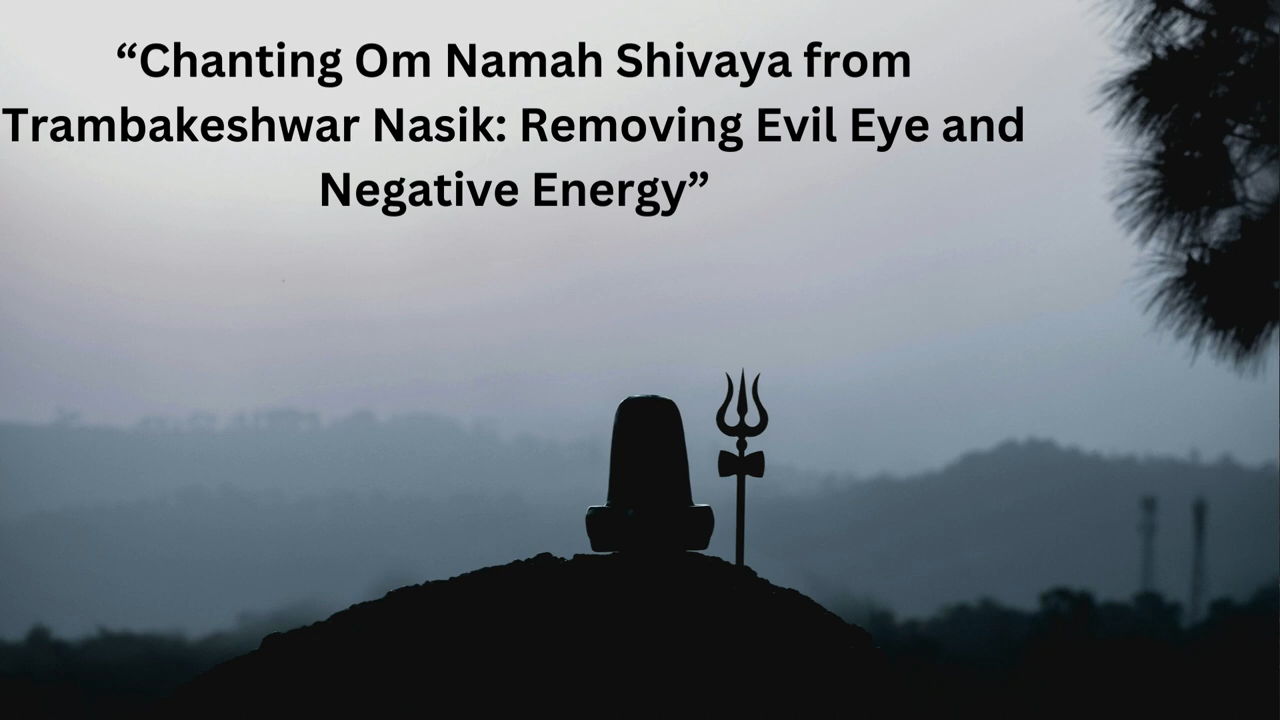 “Chanting Om Namah Shivaya from
Trambakeshwar Nasik: Removing Evil Eye and
Negative Energy”